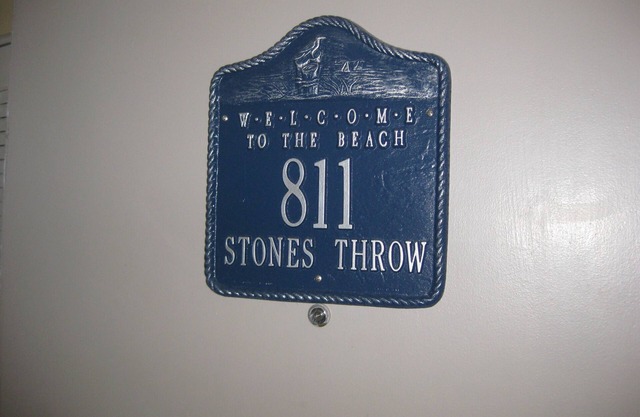 W·E·L·C·O·M·E
TO THE BEACH
811
STONES THROW